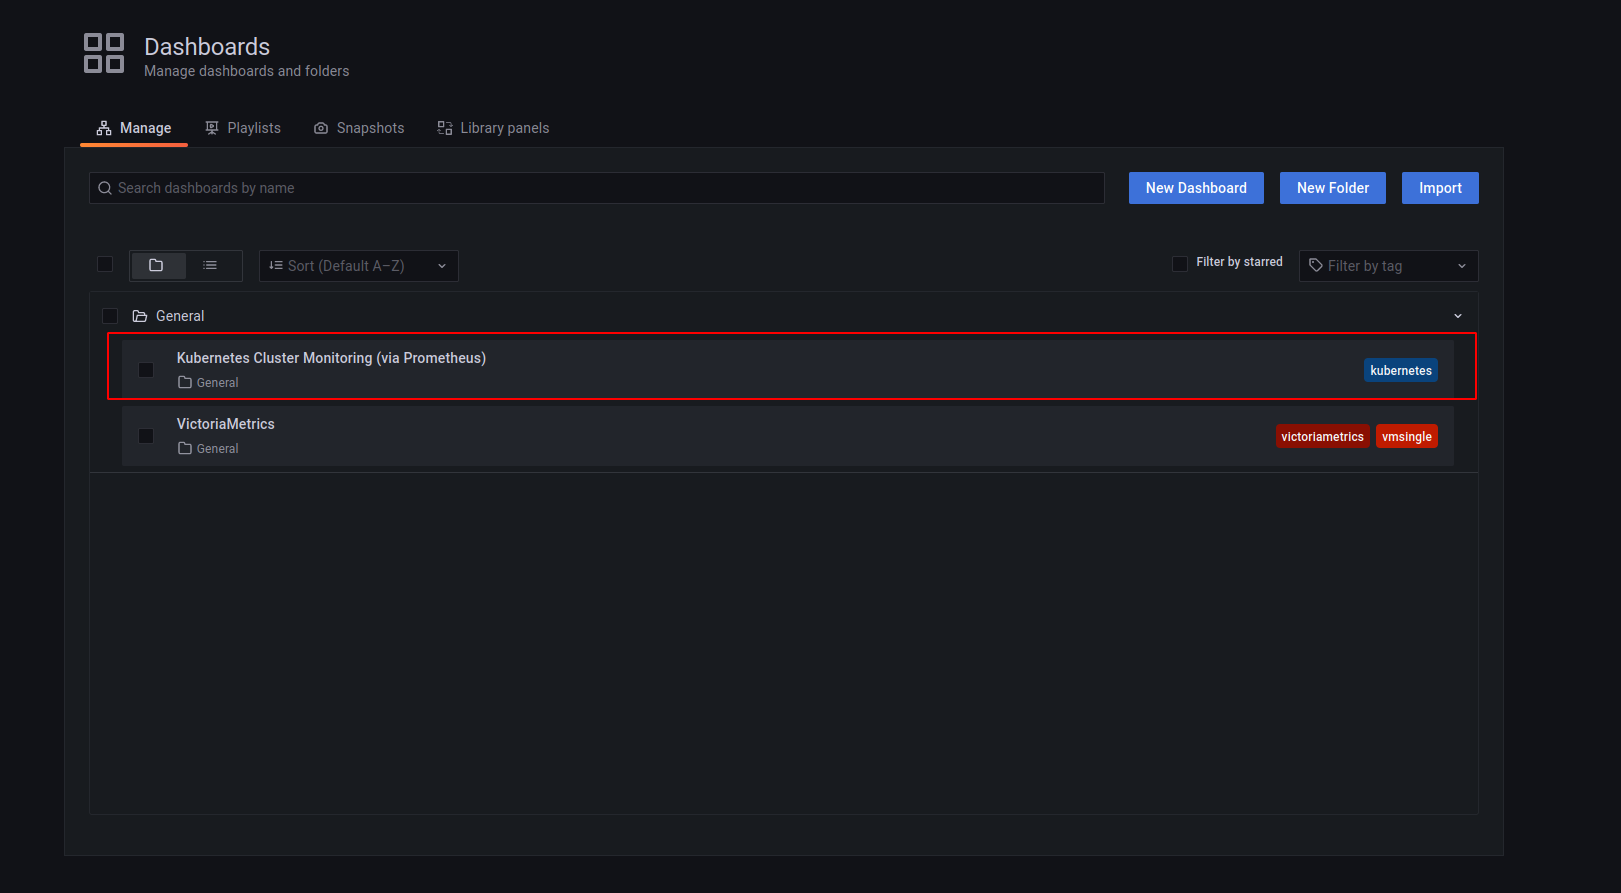 Dashboards
Manage dashboards and folders
Manage Playlists Snapshots Library panels
Search dashboards by name New Dashboard New Folder Import
Sort (Default A–Z) Filter by starred Filter by tag
General
Kubernetes Cluster Monitoring (via Prometheus)
General
kubernetes
VictoriaMetrics
General
victoriametrics vmsingle